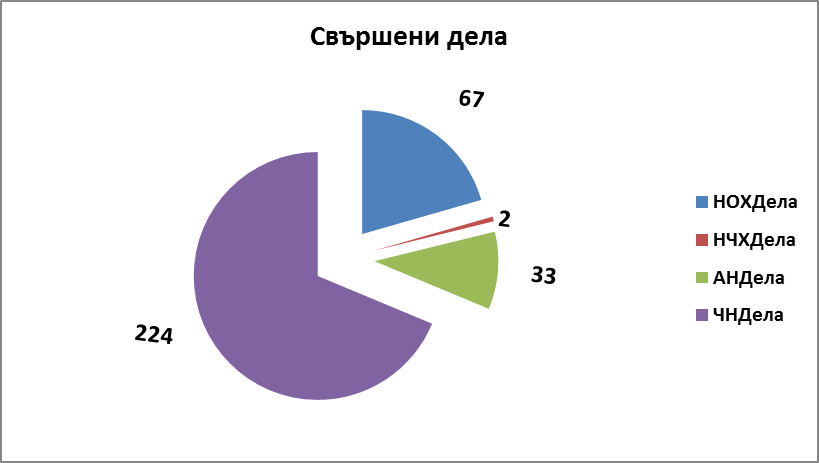 Свършени дела
67
2
33
224
НОХДела
НЧХДела
АНДела
ЧНДела